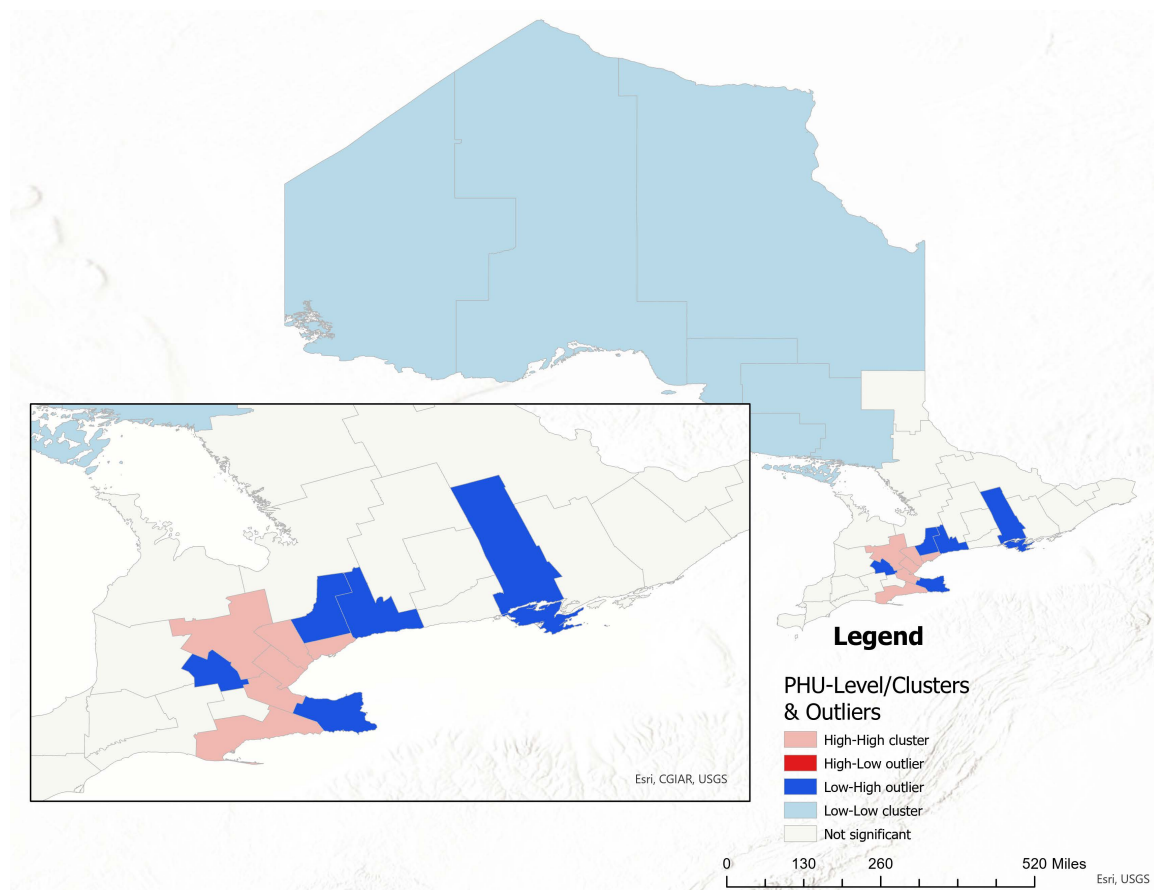 Esri, CGIAR, USGS
Legend
PHU-Level/Clusters
& Outliers
High-High cluster
High-Low outlier
Low-High outlier
Low-Low cluster
Not significant
0 130 260 520 Miles
Esri, USGS